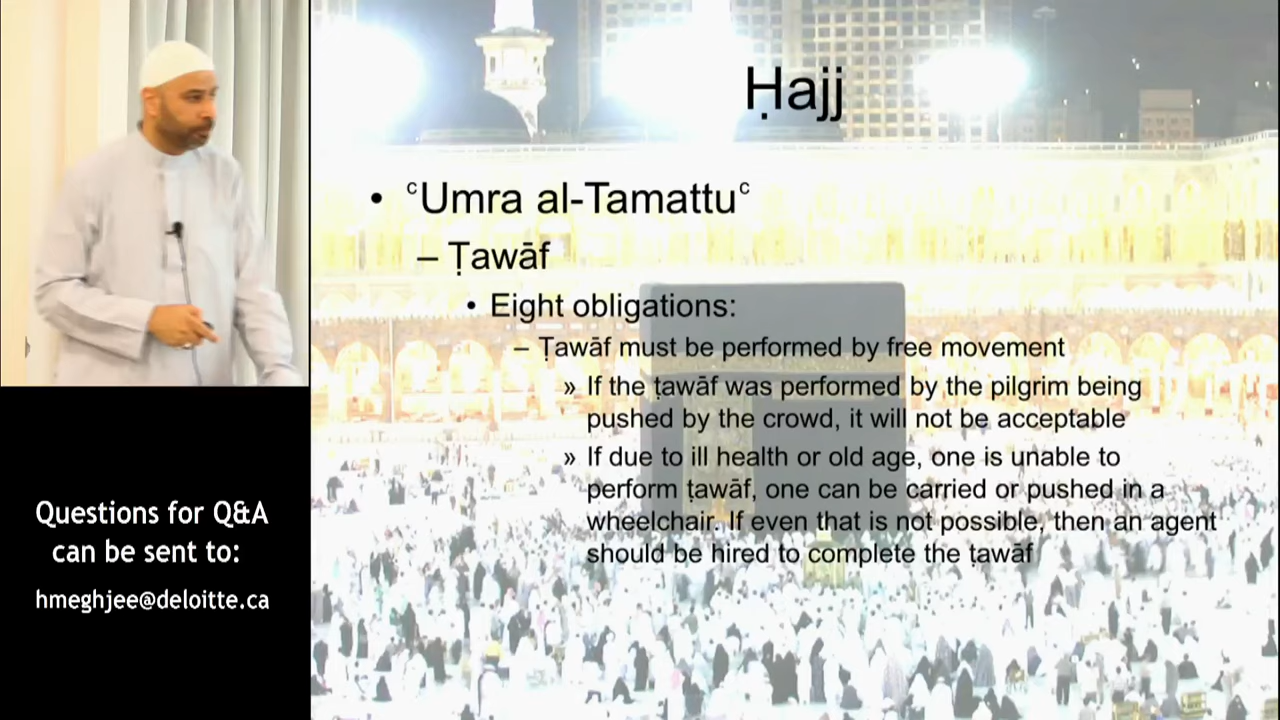 Ḥajj
• ᶜUmra al-Tamattuᶜ
– Ṭawāf
• Eight obligations:
– Ṭawāf must be performed by free movement
» If the ṭawāf was performed by the pilgrim being
pushed by the crowd, it will not be acceptable
» If due to ill health or old age, one is unable to
perform ṭawāf, one can be carried or pushed in a
wheelchair. If even that is not possible, then an agent
should be hired to complete the ṭawāf
Questions for Q&A
can be sent to:
hmeghjee@deloitte.ca